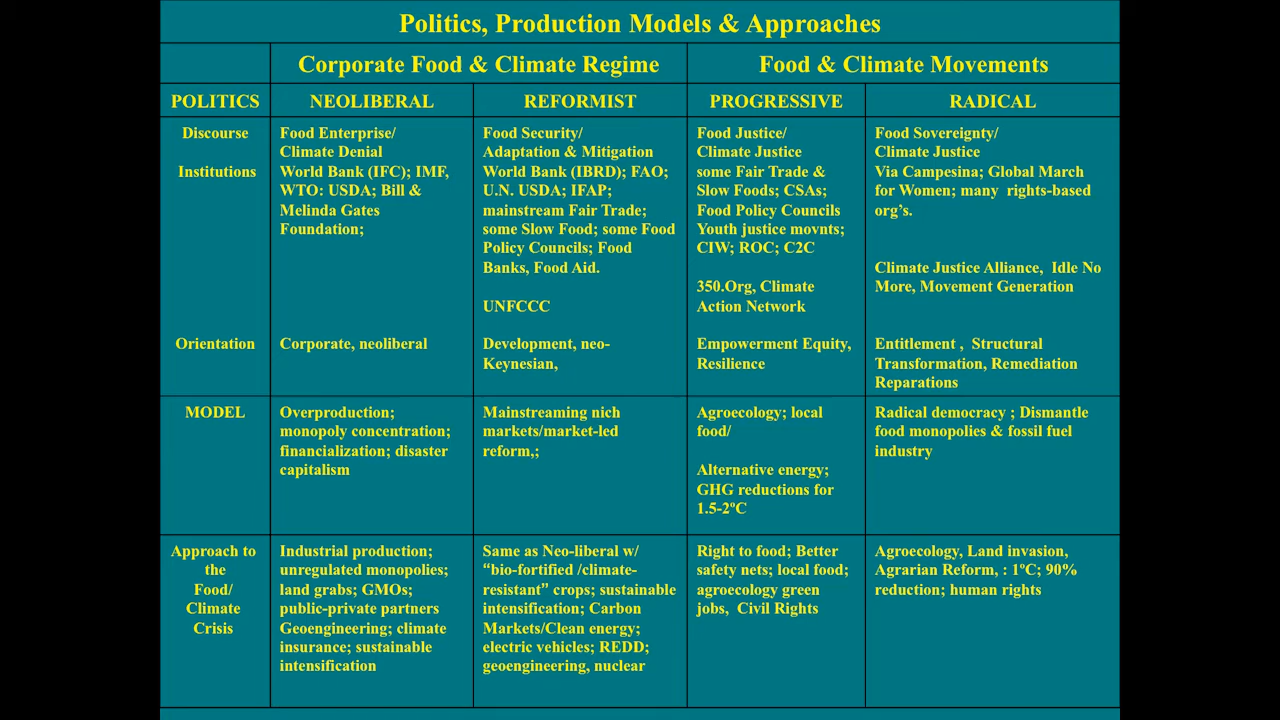 Politics, Production Models & Approaches
Corporate Food & Climate Regime
Food & Climate Movements
POLITICS
NEOLIBERAL
REFORMIST
PROGRESSIVE
RADICAL
Discourse
Institutions
Orientation
Food Enterprise/
Climate Denial
World Bank (IFC); IMF,
WTO: USDA; Bill &
Melinda Gates
Foundation;
Corporate, neoliberal
Food Security/
Adaptation & Mitigation
World Bank (IBRD); FAO;
U.N. USDA; IFAP;
mainstream Fair Trade;
some Slow Food; some Food
Policy Councils; Food
Banks, Food Aid.
UNFCCC
Development, neo-
Keynesian,
Food Justice/
Climate Justice
some Fair Trade &
Slow Foods; CSAs;
Food Policy Councils
Youth justice movnts;
CIW; ROC; C2C
350.Org, Climate
Action Network
Empowerment Equity,
Resilience
Food Sovereignty/
Climate Justice
Via Campesina; Global March
for Women; many rights-based
org's.
Climate Justice Alliance, Idle No
More, Movement Generation
Entitlement , Structural
Transformation, Remediation
Reparations
MODEL
Overproduction;
monopoly concentration;
financialization; disaster
capitalism
Mainstreaming nich
markets/market-led
reform,;
Agroecology; local
food/
Alternative energy;
GHG reductions for
1.5-2ºC
Radical democracy ; Dismantle
food monopolies & fossil fuel
industry
Approach to
the
Food/
Climate
Crisis
Industrial production;
unregulated monopolies;
land grabs; GMOs;
public-private partners
Geoengineering; climate
insurance; sustainable
intensification
Same as Neo-liberal w/
“bio-fortified /climate-
resistant” crops; sustainable
intensification; Carbon
Markets/Clean energy;
electric vehicles; REDD;
geoengineering, nuclear
Right to food; Better
safety nets; local food;
agroecology green
jobs, Civil Rights
Agroecology, Land invasion,
Agrarian Reform, : 1ºC; 90%
reduction; human rights